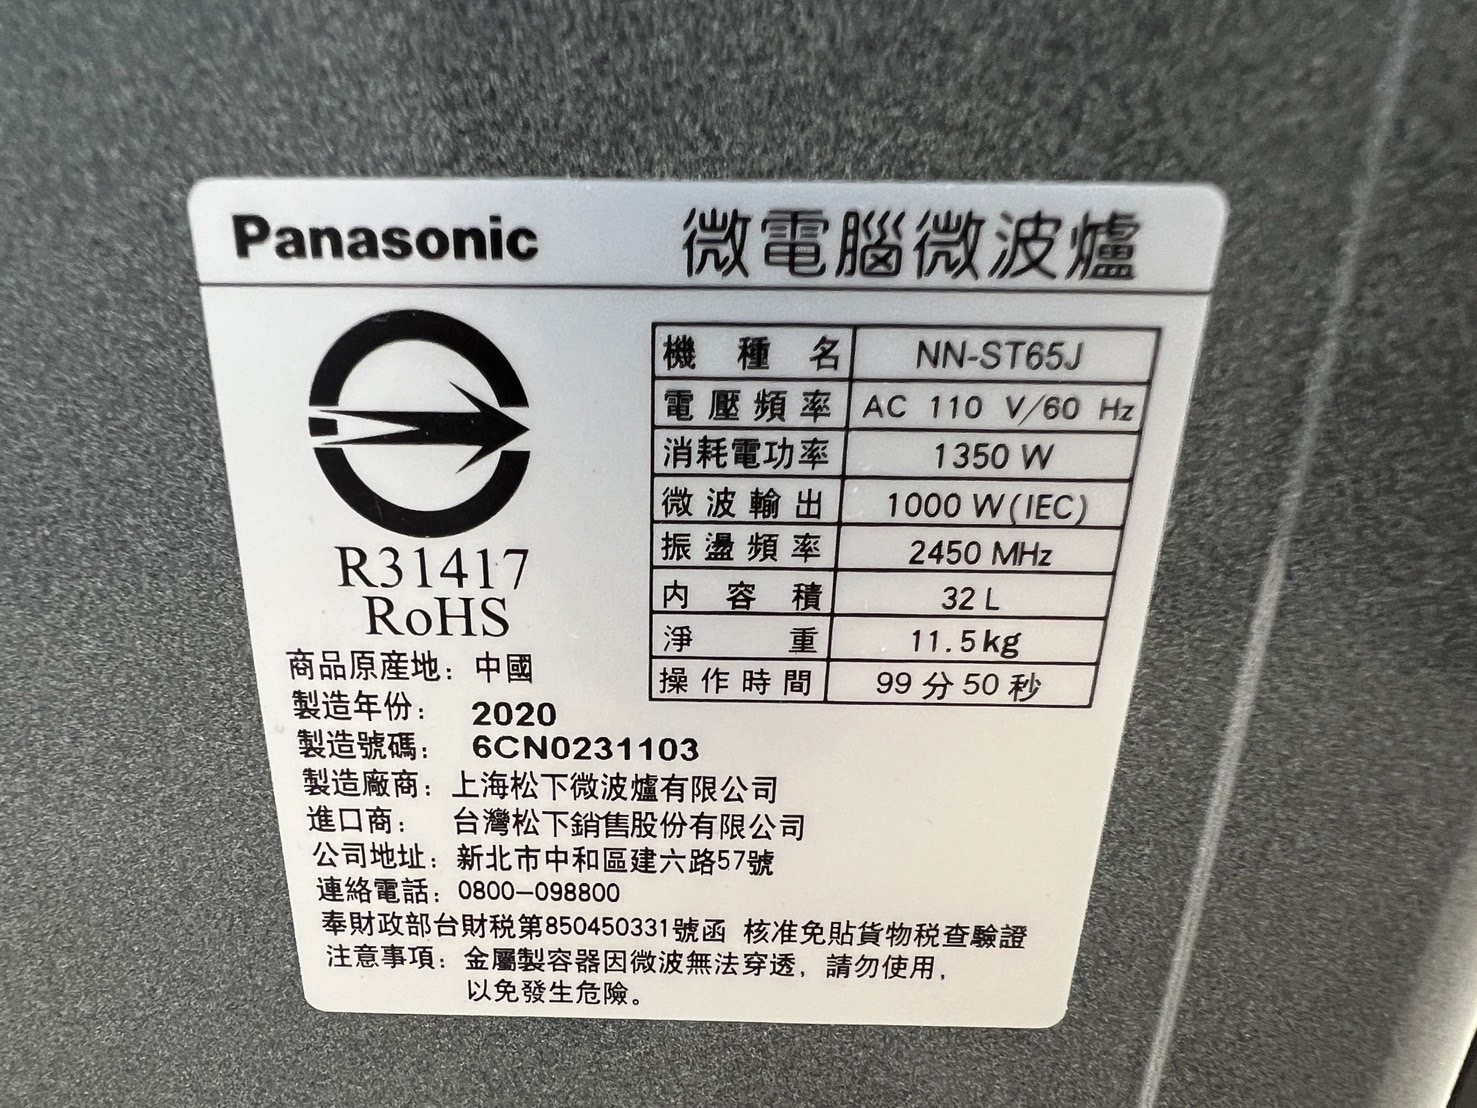 Panasonic 微電腦微波爐
機種名 NN-ST65J
電壓頻率 AC 110 V/60 Hz
消耗電功率 1350 W
微波輸出 1000 W(IEC)
振盪頻率 2450 MHz
內容積 32 L
淨重 11.5kg
操作時間 99分50秒
R31417
RoHS
商品原產地：中國
製造年份： 2020
製造號碼： 6CN0231103
製造廠商：上海松下微波爐有限公司
進口商： 台灣松下銷售股份有限公司
公司地址：新北市中和區建六路57號
連絡電話：0800-098800
奉財政部台財稅第850450331號函 核准免貼貨物稅查驗證
注意事項：金屬製容器因微波無法穿透，請勿使用，
以免發生危險。